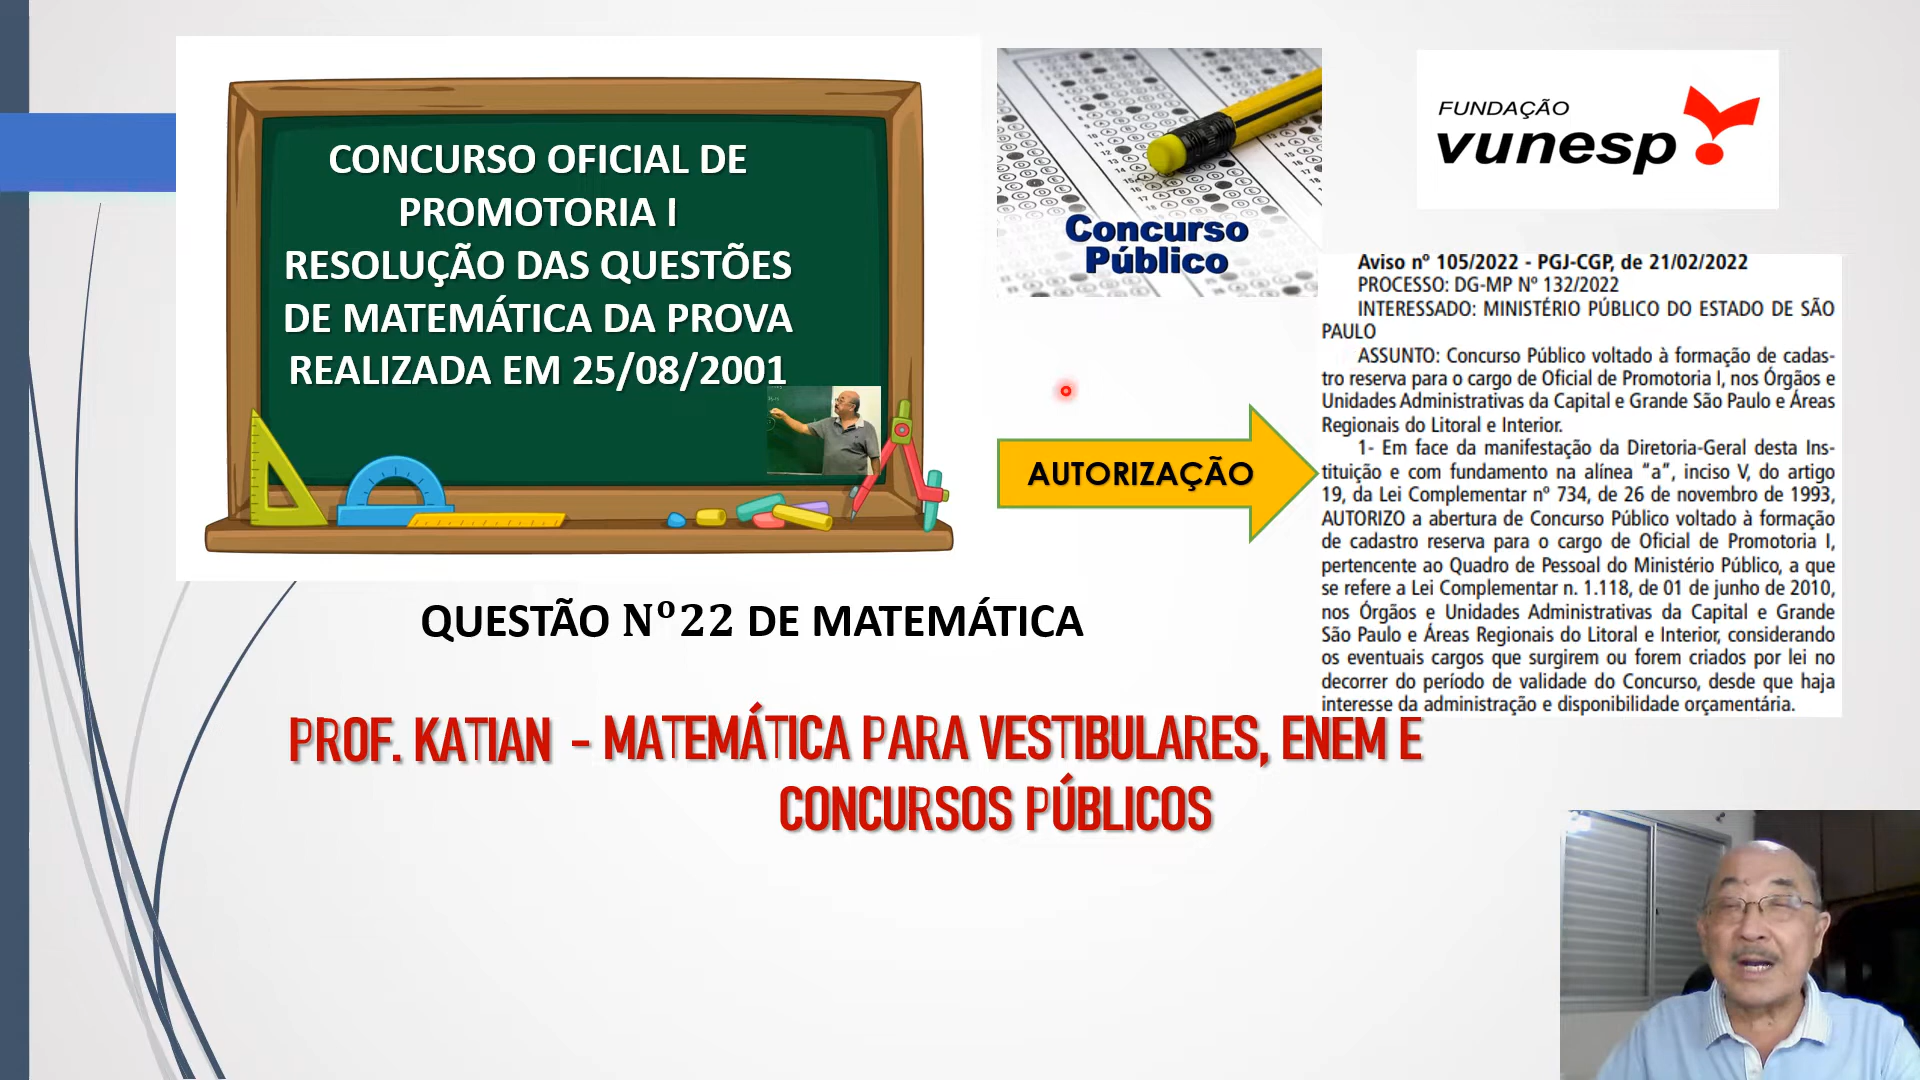 CONCURSO OFICIAL DE
PROMOTORIA I
RESOLUÇÃO DAS QUESTÕES
DE MATEMÁTICA DA PROVA
REALIZADA EM 25/08/2001
Concurso
Público
FUNDAÇÃO
vunesp
Aviso nº 105/2022 - PGJ-CGP, de 21/02/2022
PROCESSO: DG-MP Nº 132/2022
INTERESSADO: MINISTÉRIO PÚBLICO DO ESTADO DE SÃO
PAULO
ASSUNTO: Concurso Público voltado à formação de cadas-
tro reserva para o cargo de Oficial de Promotoria I, nos Órgãos e
Unidades Administrativas da Capital e Grande São Paulo e Áreas
Regionais do Litoral e Interior.
1- Em face da manifestação da Diretoria-Geral desta Ins-
tituição e com fundamento na alínea “a”, inciso V, do artigo
19, da Lei Complementar nº 734, de 26 de novembro de 1993,
AUTORIZO a abertura de Concurso Público voltado à formação
de cadastro reserva para o cargo de Oficial de Promotoria I,
pertencente ao Quadro de Pessoal do Ministério Público, a que
se refere a Lei Complementar n. 1.118, de 01 de junho de 2010,
nos Órgãos e Unidades Administrativas da Capital e Grande
São Paulo e Áreas Regionais do Litoral e Interior, considerando
os eventuais cargos que surgirem ou forem criados por lei no
decorrer do período de validade do Concurso, desde que haja
interesse da administração e disponibilidade orçamentária.
AUTORIZAÇÃO
QUESTÃO Nº22 DE MATEMÁTICA
PROF. KATIAN - MATEMÁTICA PARA VESTIBULARES, ENEM E
CONCURSOS PÚBLICOS